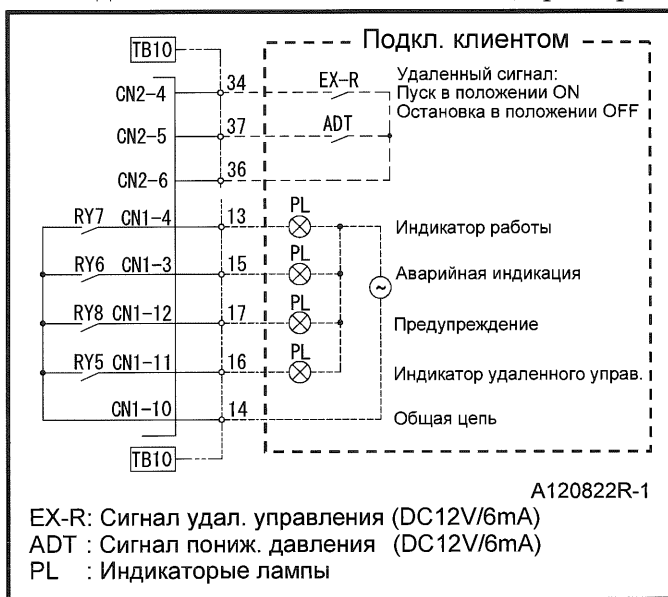 TB10
Подкл. клиентом
CN2-4
34
EX-R
Удаленный сигнал:
Пуск в положении ON
Остановка в положении OFF
CN2-5
37
ADT
CN2-6
36
RY7 CN1-4
13
PL
Индикатор работы
RY6 CN1-3
15
PL
Аварийная индикация
RY8 CN1-12
17
PL
Предупреждение
RY5 CN1-11
16
PL
Индикатор удаленного управ.
CN1-10
14
Общая цепь
TB10
A120822R-1
EX-R: Сигнал удал. управления (DC12V/6mA)
ADT : Сигнал пониж. давления (DC12V/6mA)
PL : Индикаторые лампы